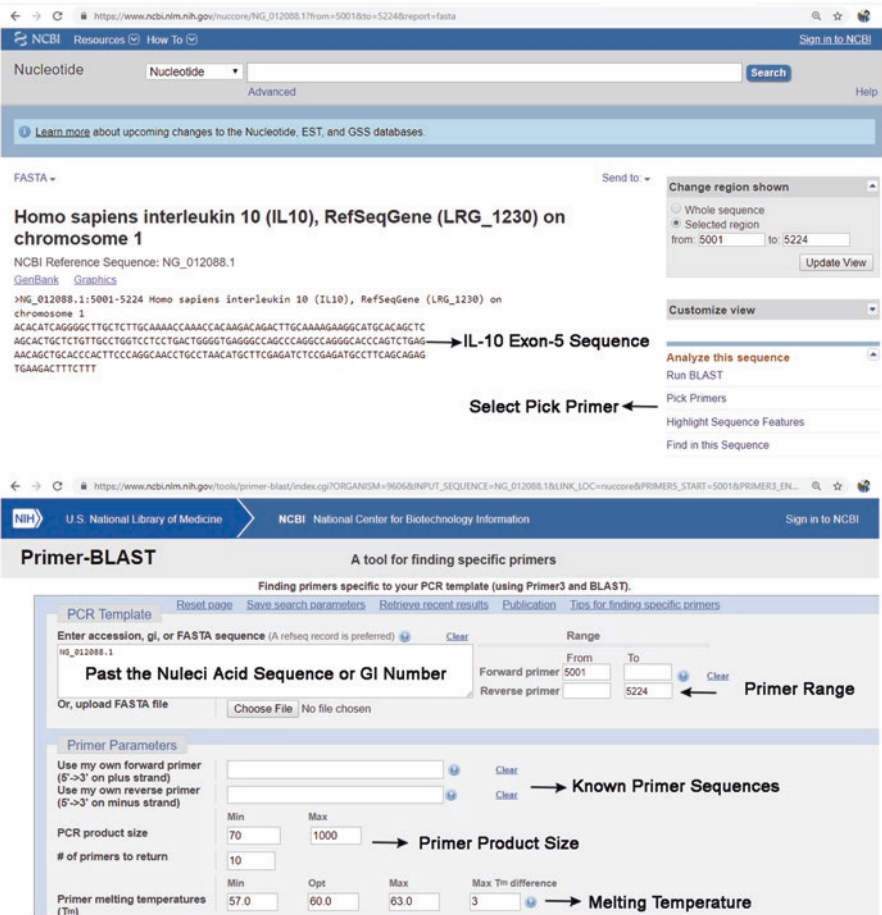 https://www.ncbi.nlm.nih.gov/nuccore/NG_012088.1?from=5001&to=5224&report=fasta
NCBI Resources How To Sign in to NCBI
Nucleotide Nucleotide Search
Advanced Help
Learn more about upcoming changes to the Nucleotide, EST, and GSS databases.
FASTA Send to:
Change region shown
Whole sequence
Selected region
from: 5001 to: 5224
Update View
Customize view
Analyze this sequence
Run BLAST
Pick Primers
Highlight Sequence Features
Find in this Sequence
Homo sapiens interleukin 10 (IL10), RefSeqGene (LRG_1230) on
chromosome 1
NCBI Reference Sequence: NG_012088.1
GenBank Graphics
>NG_012088.1:5001-5224 Homo sapiens interleukin 10 (IL10), RefSeqGene (LRG_1230) on
chromosome 1
ACACATCAGGGGCTTGCTCTTGCAAAACCAAACCACAAGACAGACTTGCAAAAGAAGGCATGCACAGCTC
AGCACTGCTCTGTTGCCTGGTCCTCCTGACTGGGGTGAGGGCCAGCCCAGGCCAGGGCACCCAGTCTGAG
AACAGCTGCACCCACTTCCCAGGCAACCTGCCTAACATGCTTCGAGATCTCCGAGATGCCTTCAGCAGAG
TGAAGACTTTCTTT
IL-10 Exon-5 Sequence
Select Pick Primer
https://www.ncbi.nlm.nih.gov/tools/primer-blast/index.cgi?ORGANISM=9606&INPUT_SEQUENCE=NG_012088.1&LINK_LOC=nuccore&PRIMER5_START=5001&PRIMER3_EN...
NIH U.S. National Library of Medicine NCBI National Center for Biotechnology Information Sign in to NCBI
Primer-BLAST A tool for finding specific primers
Finding primers specific to your PCR template (using Primer3 and BLAST).
PCR Template Reset page Save search parameters Retrieve recent results Publication Tips for finding specific primers
Enter accession, gi, or FASTA sequence (A refseq record is preferred) Clear Range
NG_012088.1
Past the Nuleci Acid Sequence or GI Number
From To
Forward primer 5001 Clear
Reverse primer 5224
Primer Range
Or, upload FASTA file Choose File No file chosen
Primer Parameters
Use my own forward primer
(5'->3' on plus strand) Clear
Use my own reverse primer
(5'->3' on minus strand) Clear
Known Primer Sequences
Min Max
PCR product size 70 1000
Primer Product Size
# of primers to return 10
Min Opt Max Max Tm difference
Primer melting temperatures
(Tm) 57.0 60.0 63.0 3
Melting Temperature